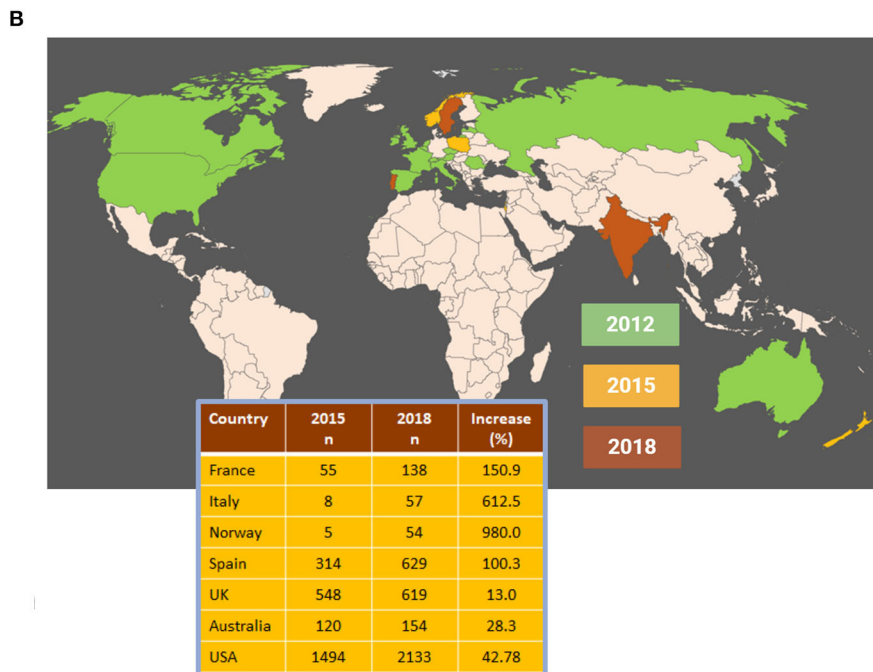 B
2012
2015
2018
Country 2015 n 2018 n Increase (%)
France 55 138 150.9
Italy 8 57 612.5
Norway 5 54 980.0
Spain 314 629 100.3
UK 548 619 13.0
Australia 120 154 28.3
USA 1494 2133 42.78